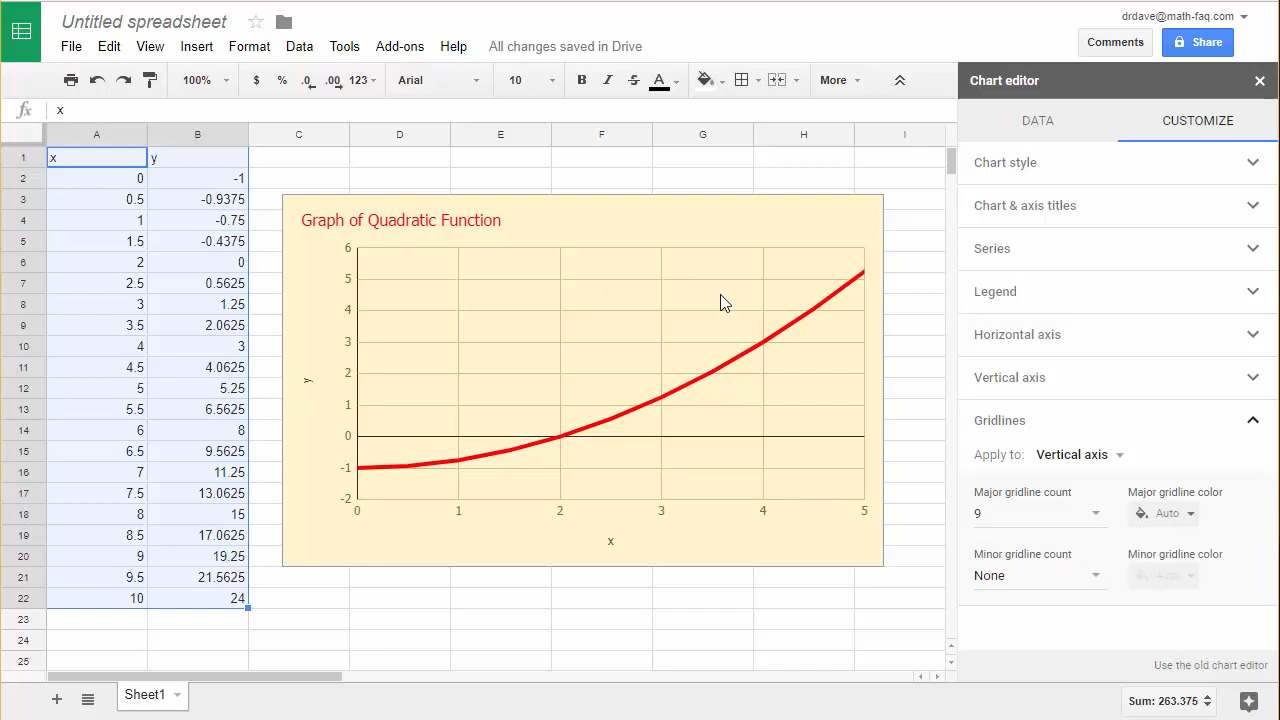 Untitled spreadsheet
drdave@math-faq.com
File Edit View Insert Format Data Tools Add-ons Help All changes saved in Drive
Comments Share
100% $ % .0 .00 123 Arial 10 B I S A More
Chart editor
fx x
DATA CUSTOMIZE
A B C D E F G H I
1 x y
2 0 -1
3 0.5 -0.9375
4 1 -0.75
5 1.5 -0.4375
6 2 0
7 2.5 0.5625
8 3 1.25
9 3.5 2.0625
10 4 3
11 4.5 4.0625
12 5 5.25
13 5.5 6.5625
14 6 8
15 6.5 9.5625
16 7 11.25
17 7.5 13.0625
18 8 15
19 8.5 17.0625
20 9 19.25
21 9.5 21.5625
22 10 24
23
24
25
Graph of Quadratic Function
6
5
4
3
2
1
0
-1
-2
y
0 1 2 3 4 5
x
Chart style
Chart & axis titles
Series
Legend
Horizontal axis
Vertical axis
Gridlines
Apply to: Vertical axis
Major gridline count Major gridline color
9 Auto
Minor gridline count Minor gridline color
None Auto
Use the old chart editor
Sheet1
Sum: 263.375